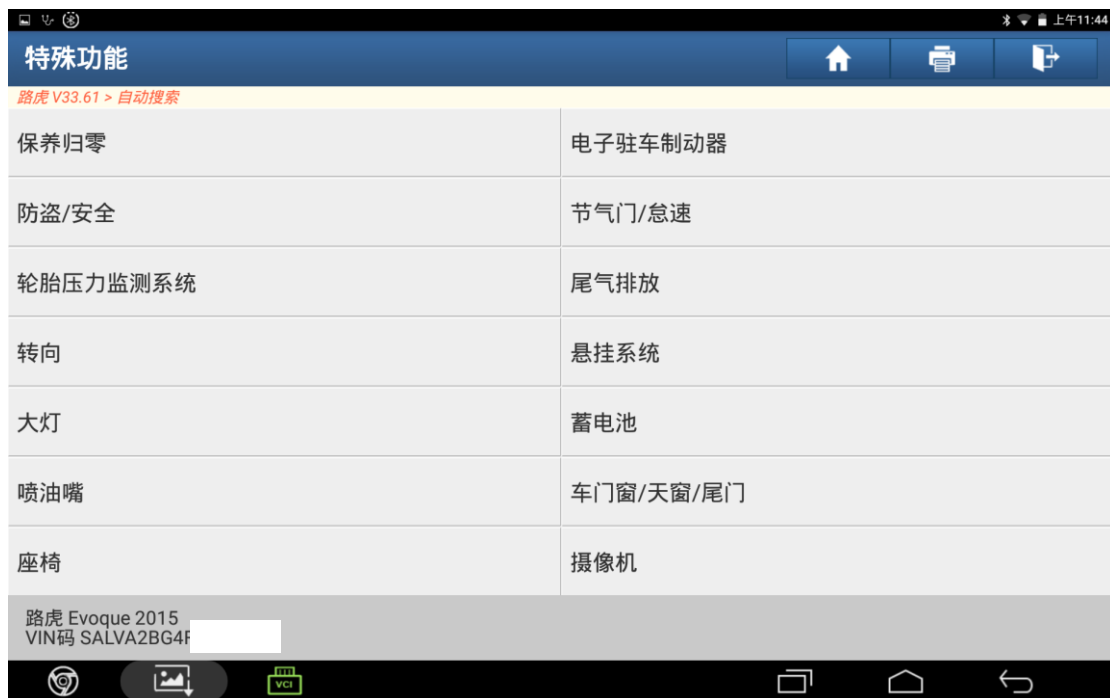 上午11:44
特殊功能
路虎 V33.61 > 自动搜索
保养归零
电子驻车制动器
防盗/安全
节气门/怠速
轮胎压力监测系统
尾气排放
转向
悬挂系统
大灯
蓄电池
喷油嘴
车门窗/天窗/尾门
座椅
摄像机
路虎 Evoque 2015
VIN码 SALVA2BG4F
VCI